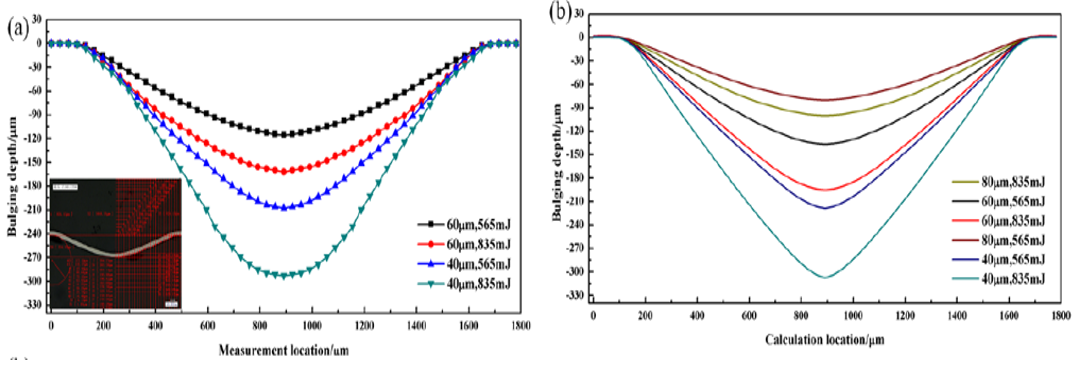 (a)
30
0
-30
-60
-90
-120
-150
-180
-210
-240
-270
-300
-330
Bulging depth/μm
60μm,565mJ
60μm,835mJ
40μm,565mJ
40μm,835mJ
0 200 400 600 800 1000 1200 1400 1600 1800
Measurement location/μm
(b)
30
0
-30
-60
-90
-120
-150
-180
-210
-240
-270
-300
-330
Bulging depth/μm
80μm,835mJ
60μm,565mJ
60μm,835mJ
80μm,565mJ
40μm,565mJ
40μm,835mJ
0 200 400 600 800 1000 1200 1400 1600 1800
Calculation location/μm